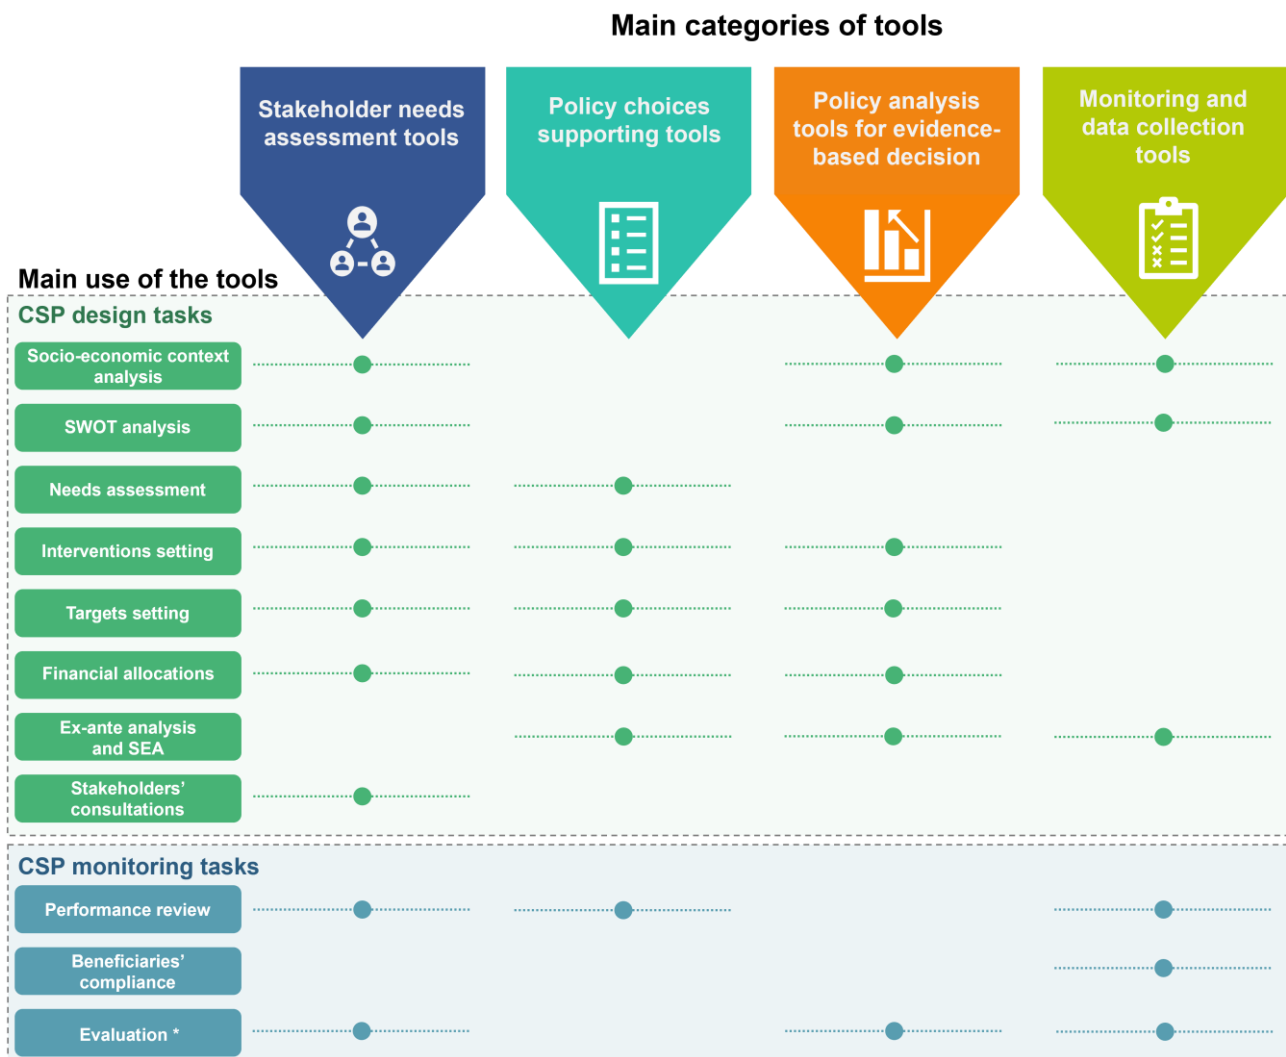 Main categories of tools
Stakeholder needs
assessment tools
Policy choices
supporting tools
Policy analysis
tools for evidence-
based decision
Monitoring and
data collection
tools
Main use of the tools
CSP design tasks
Socio-economic context
analysis
SWOT analysis
Needs assessment
Interventions setting
Targets setting
Financial allocations
Ex-ante analysis
and SEA
Stakeholders’
consultations
CSP monitoring tasks
Performance review
Beneficiaries’
compliance
Evaluation *